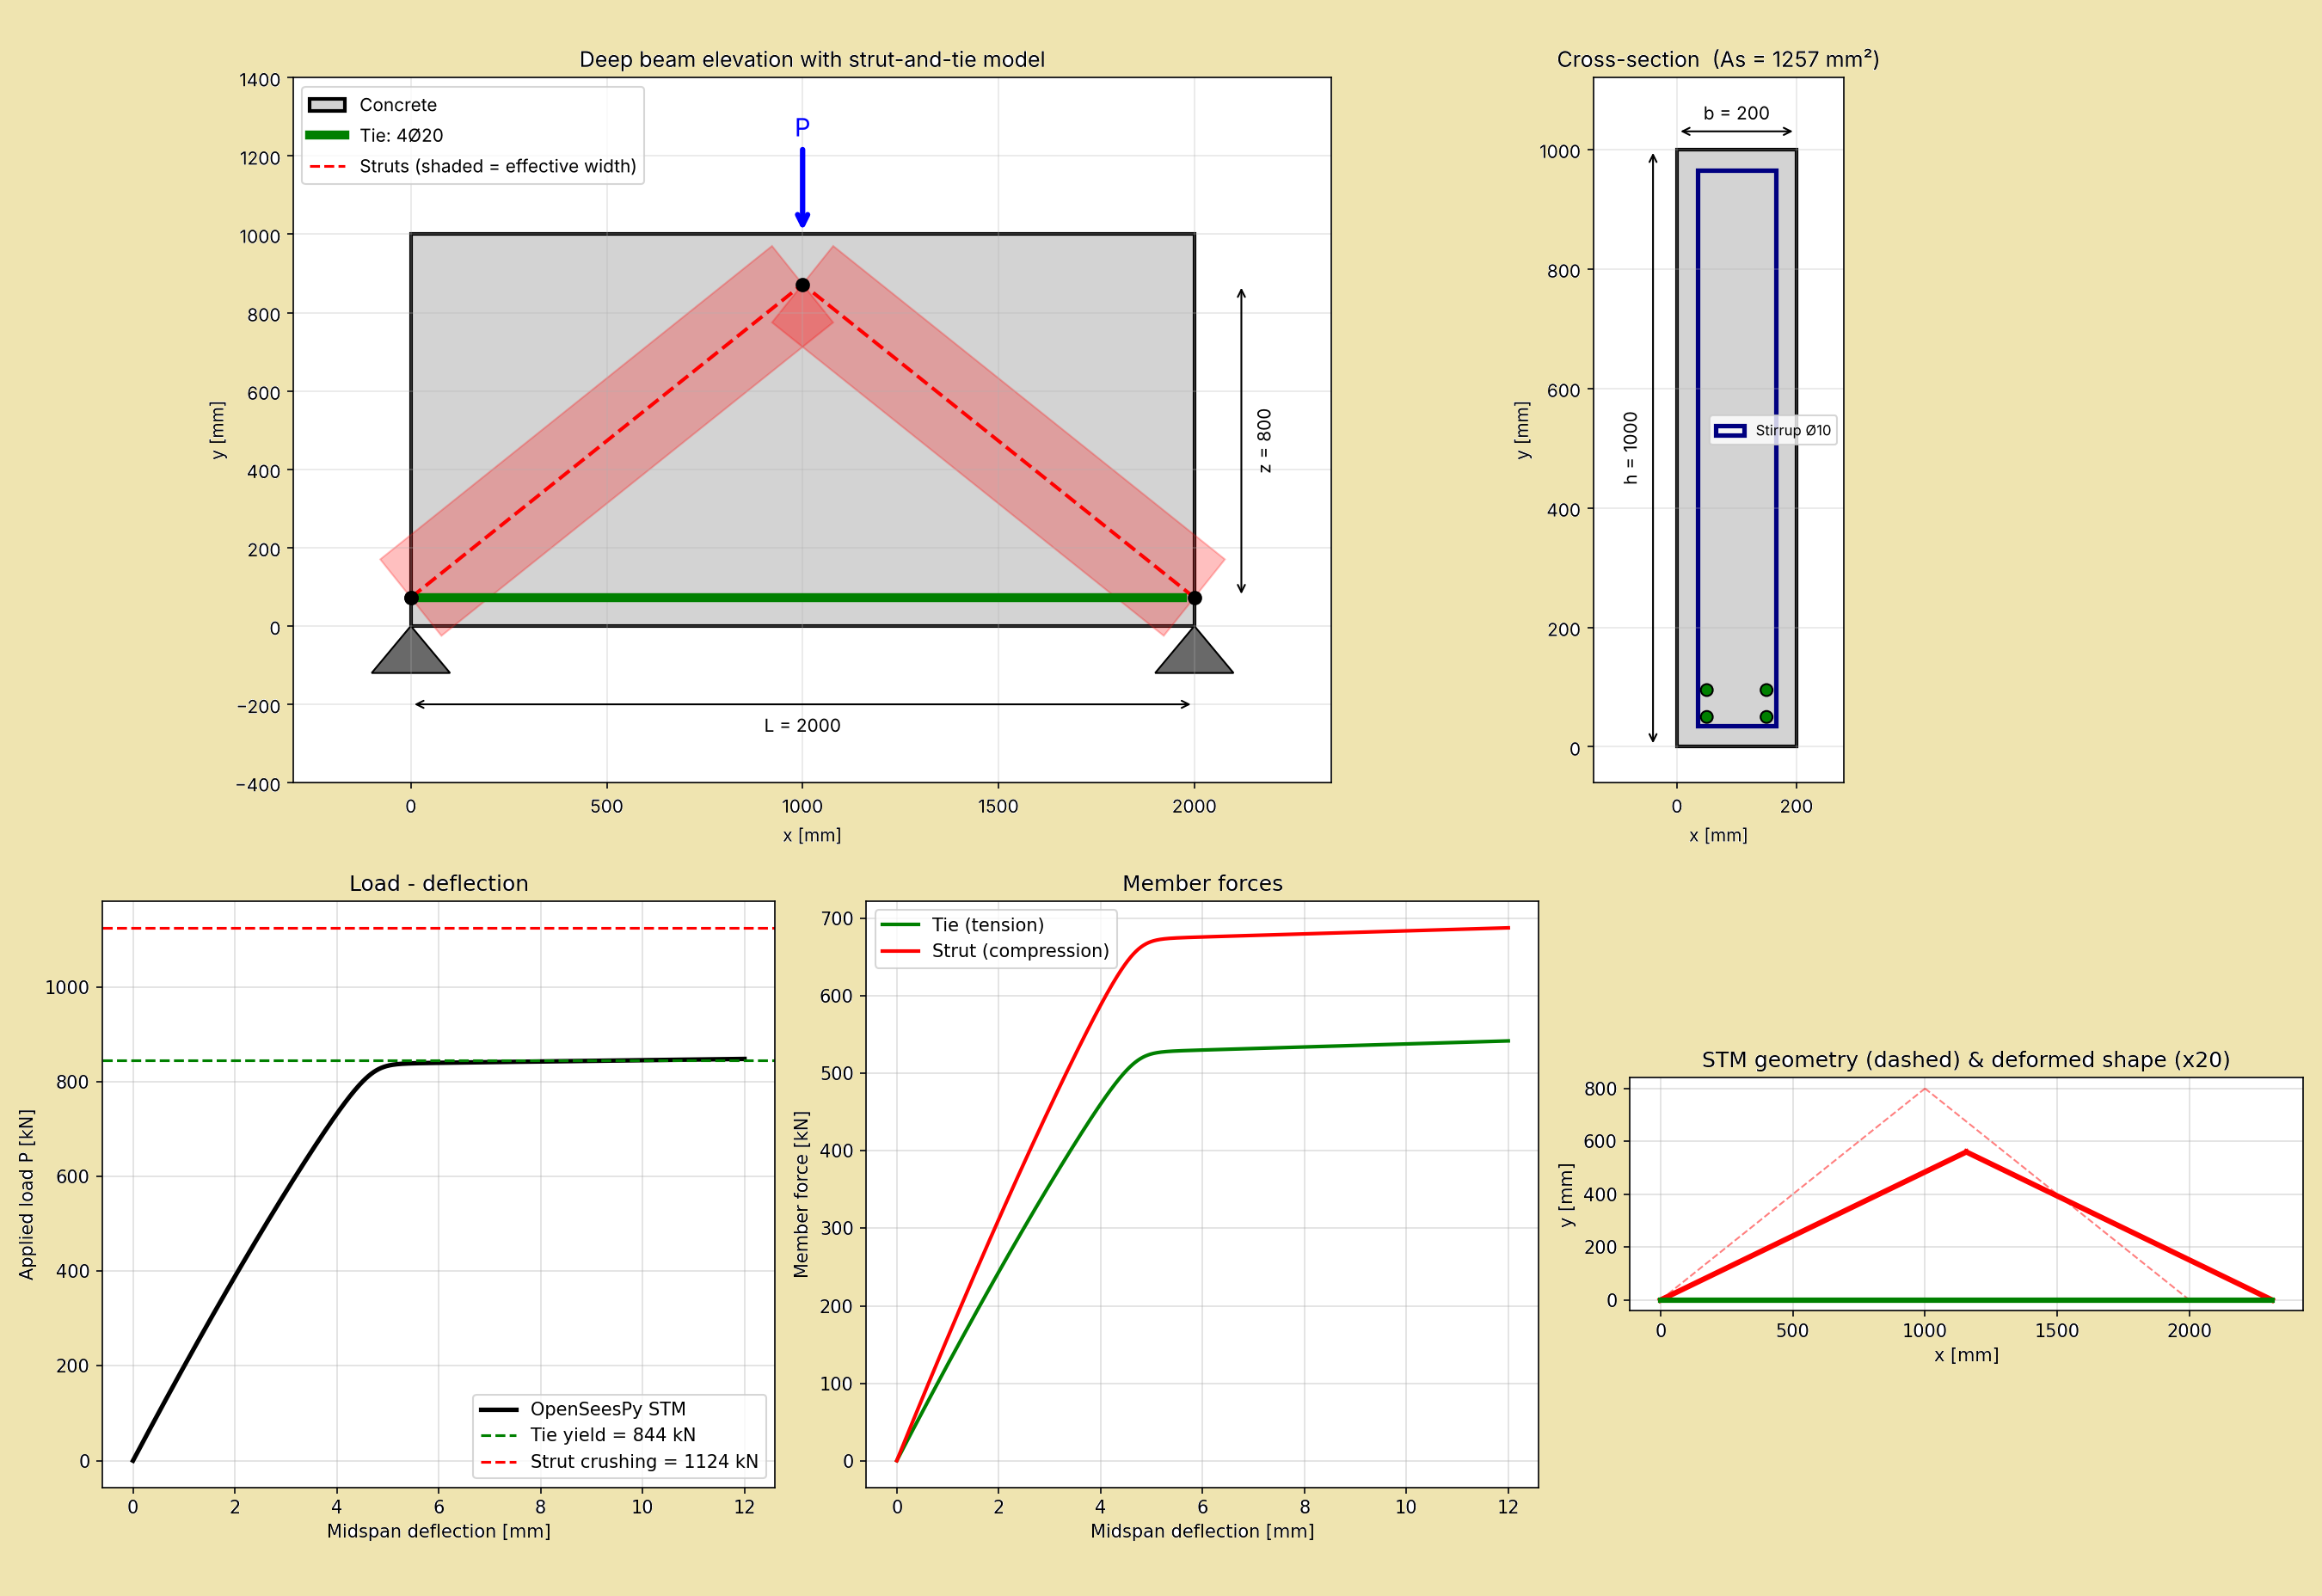 Deep beam elevation with strut-and-tie model
1400
1200
1000
800
600
400
200
0
−200
−400
y [mm]
Concrete
Tie: 4Ø20
Struts (shaded = effective width)
P
z = 800
L = 2000
0
500
1000
1500
2000
x [mm]
Cross-section (As = 1257 mm²)
1000
800
600
400
200
0
y [mm]
b = 200
h = 1000
Stirrup Ø10
0
200
x [mm]
Load - deflection
1000
800
600
400
200
0
Applied load P [kN]
OpenSeesPy STM
Tie yield = 844 kN
Strut crushing = 1124 kN
0
2
4
6
8
10
12
Midspan deflection [mm]
Member forces
700
600
500
400
300
200
100
0
Member force [kN]
Tie (tension)
Strut (compression)
0
2
4
6
8
10
12
Midspan deflection [mm]
STM geometry (dashed) & deformed shape (x20)
800
600
400
200
0
y [mm]
0
500
1000
1500
2000
x [mm]